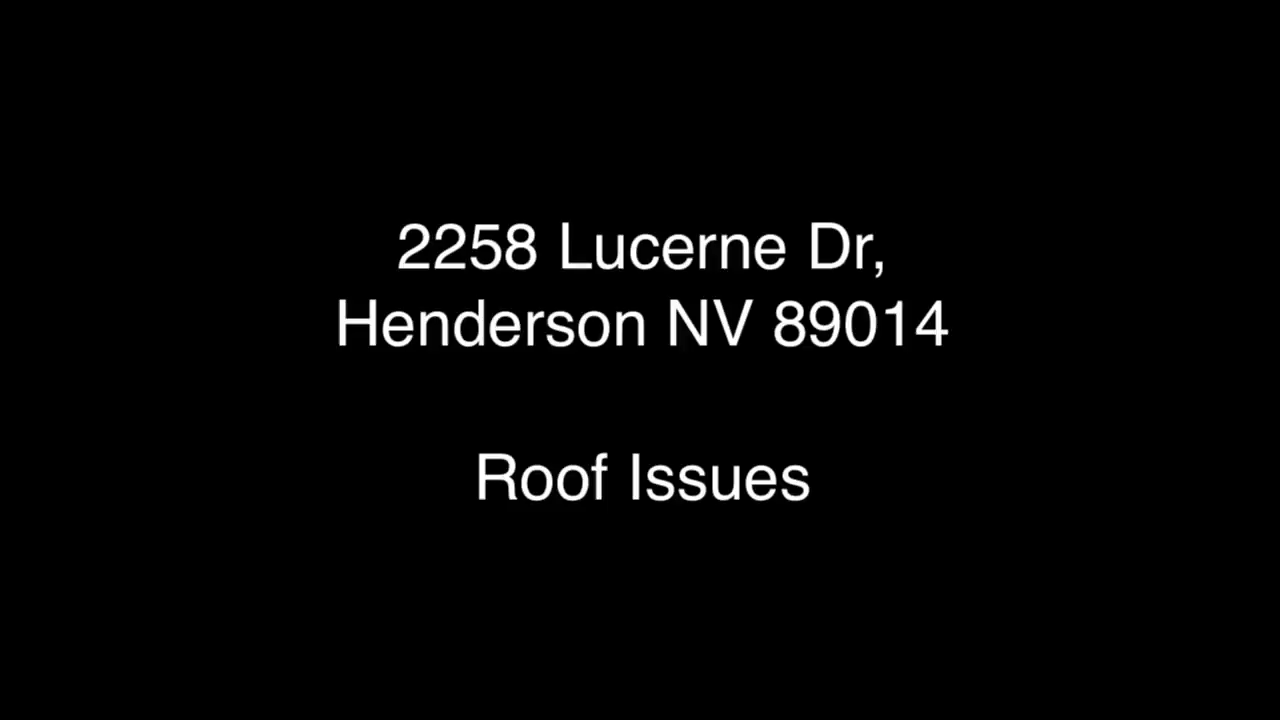 2258 Lucerne Dr,
Henderson NV 89014
Roof Issues